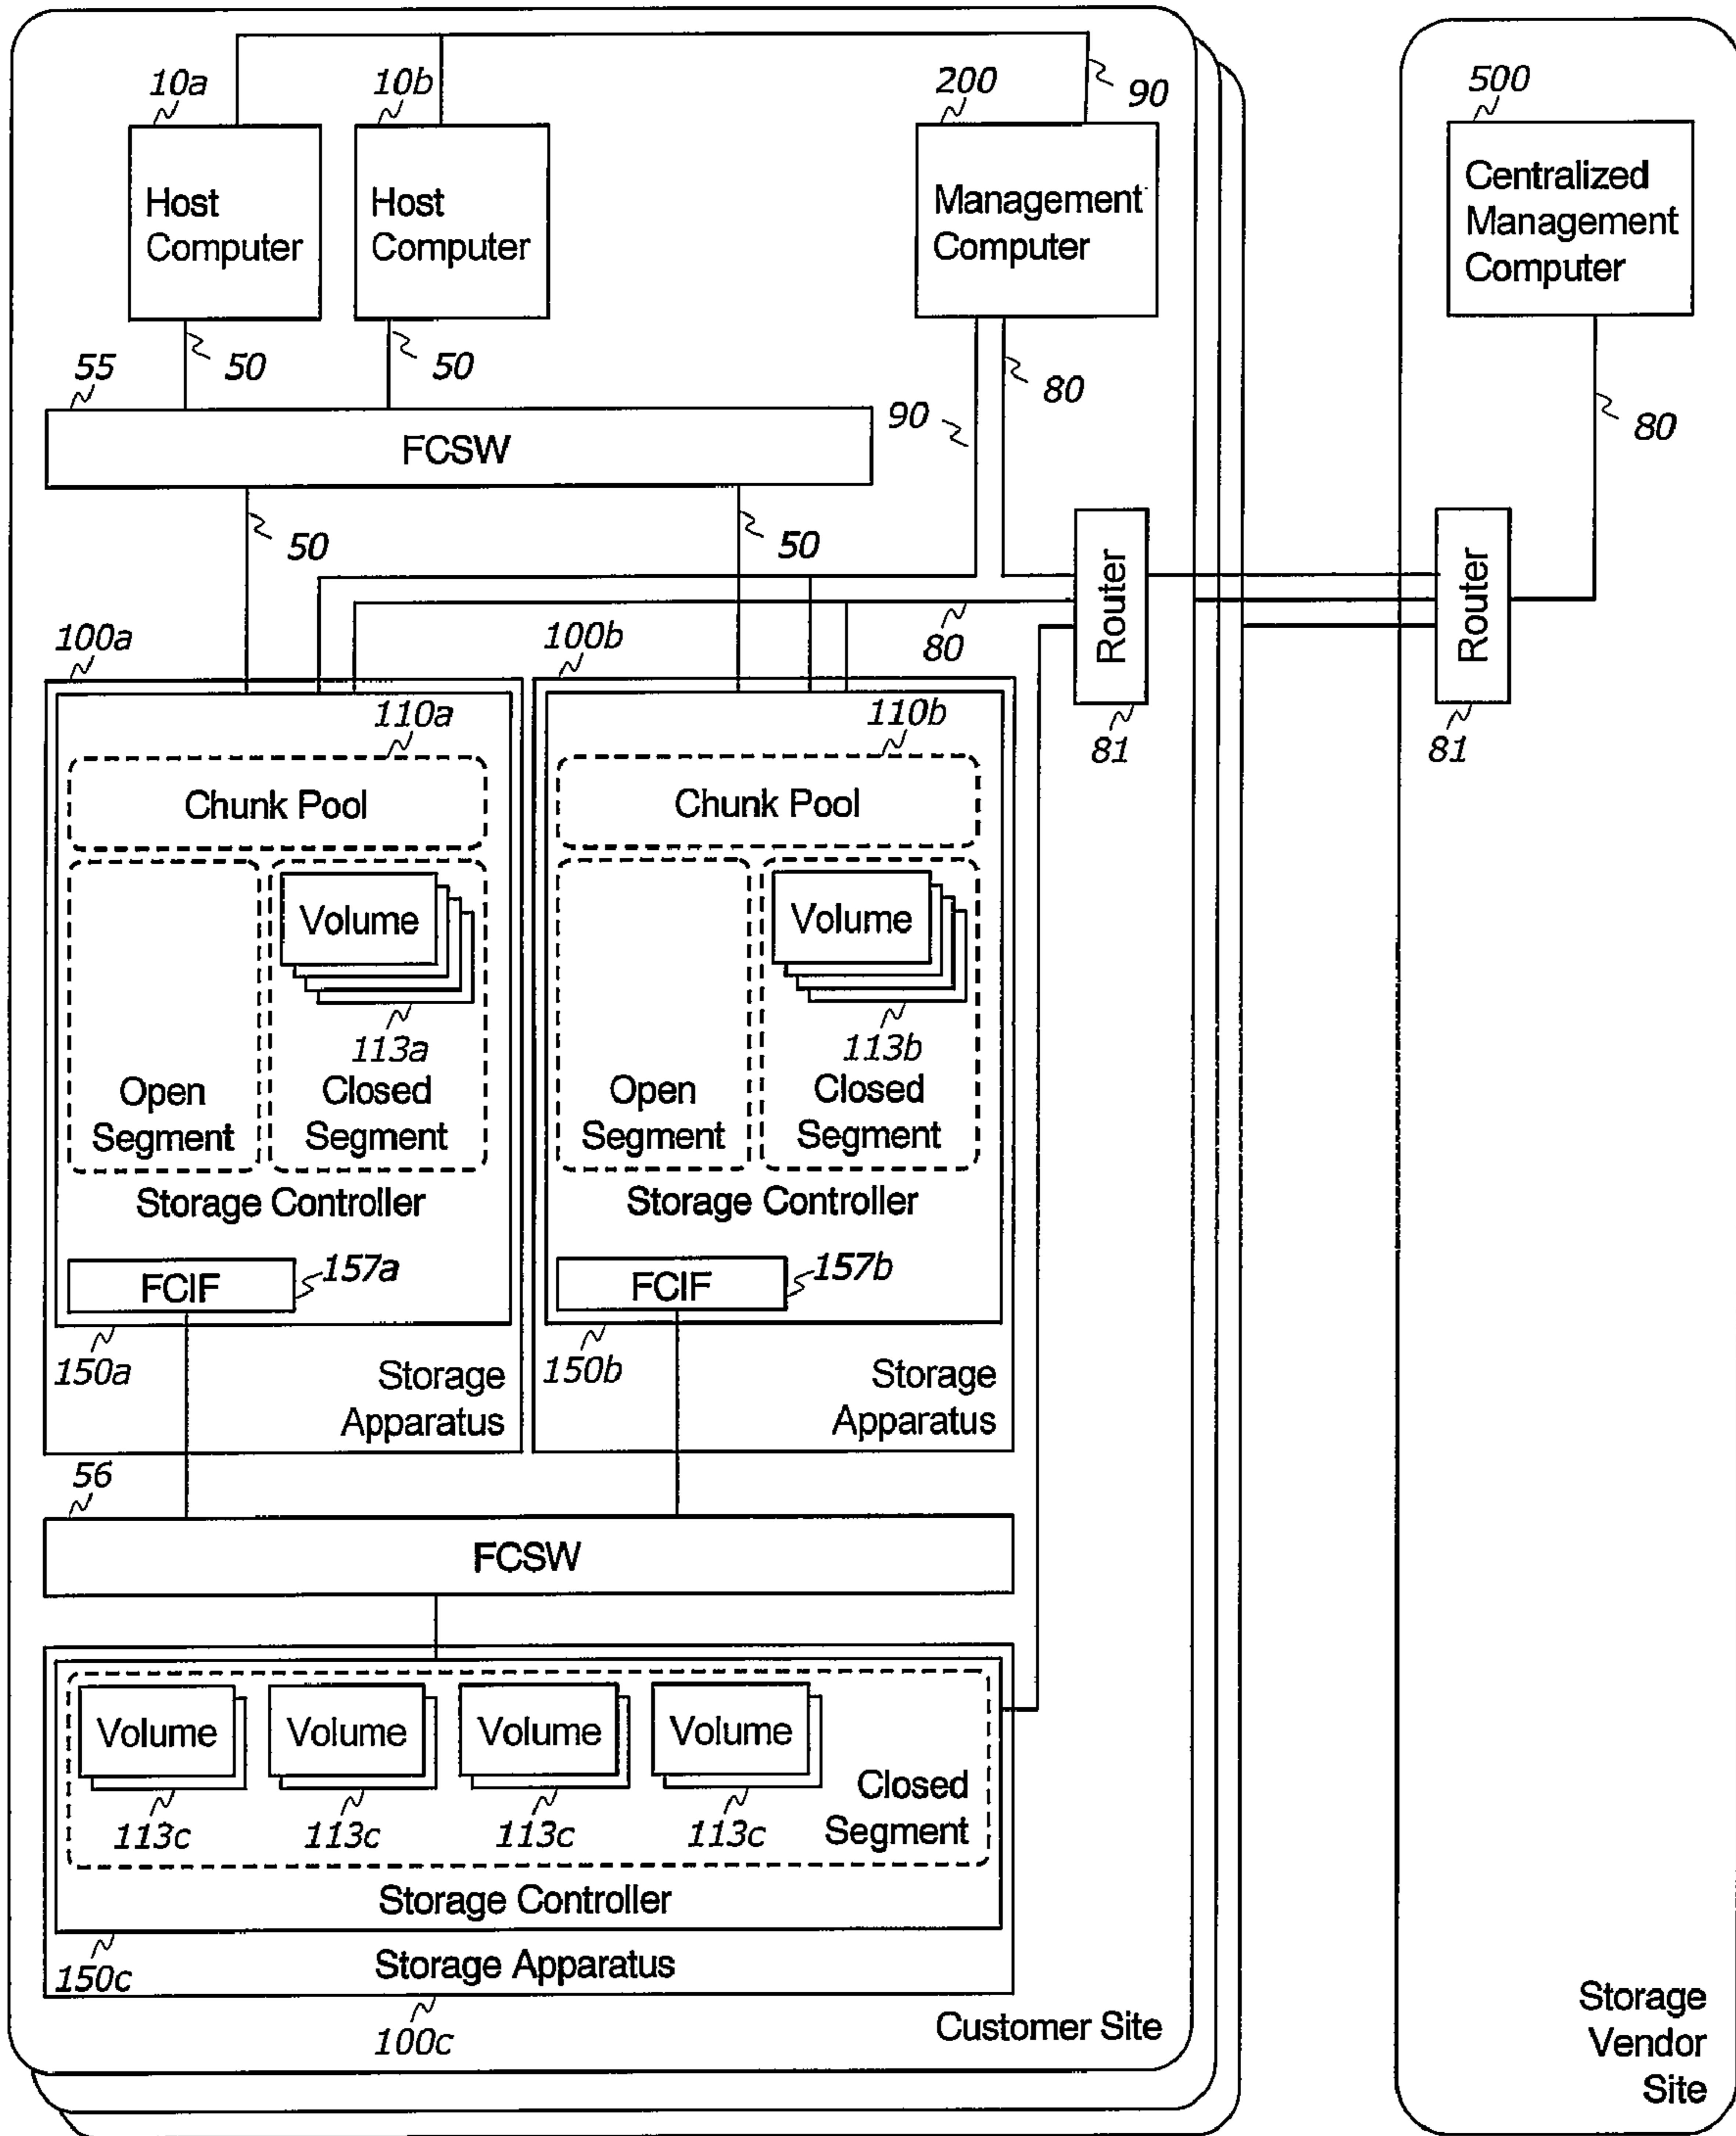 10a
10b
200
90
500
Host
Computer
Host
Computer
Management
Computer
Centralized
Management
Computer
55
50
50
80
90
80
FCSW
50
50
Router
Router
100a
100b
80
81
81
110a
110b
Chunk Pool
Chunk Pool
Volume
Volume
113a
113b
Open
Segment
Closed
Segment
Open
Segment
Closed
Segment
Storage Controller
Storage Controller
FCIF
157a
FCIF
157b
150a
Storage
Apparatus
150b
Storage
Apparatus
56
FCSW
Volume
Volume
Volume
Volume
113c
113c
113c
113c
Closed
Segment
Storage Controller
150c
Storage Apparatus
100c
Customer Site
Storage
Vendor
Site